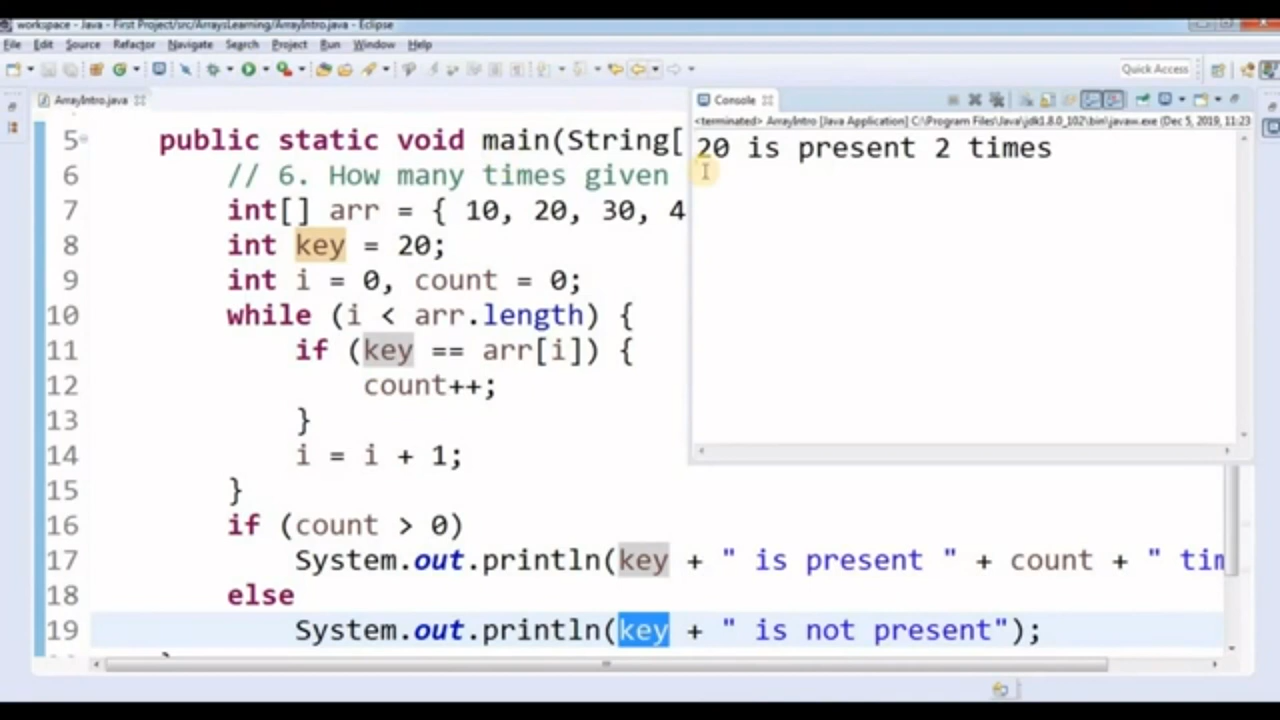 workspace - Java - First Project/src/ArraysLearning/ArrayIntro.java - Eclipse
File Edit Source Refactor Navigate Search Project Run Window Help
Quick Access
ArrayIntro.java
Console
<terminated> ArrayIntro [Java Application] C:\Program Files\Java\jdk1.8.0_102\bin\javaw.exe (Dec 5, 2019, 11:23
20 is present 2 times
5 public static void main(String[
6 // 6. How many times given
7 int[] arr = { 10, 20, 30, 4
8 int key = 20;
9 int i = 0, count = 0;
10 while (i < arr.length) {
11 if (key == arr[i]) {
12 count++;
13 }
14 i = i + 1;
15 }
16 if (count > 0)
17 System.out.println(key + " is present " + count + " tim
18 else
19 System.out.println(key + " is not present");